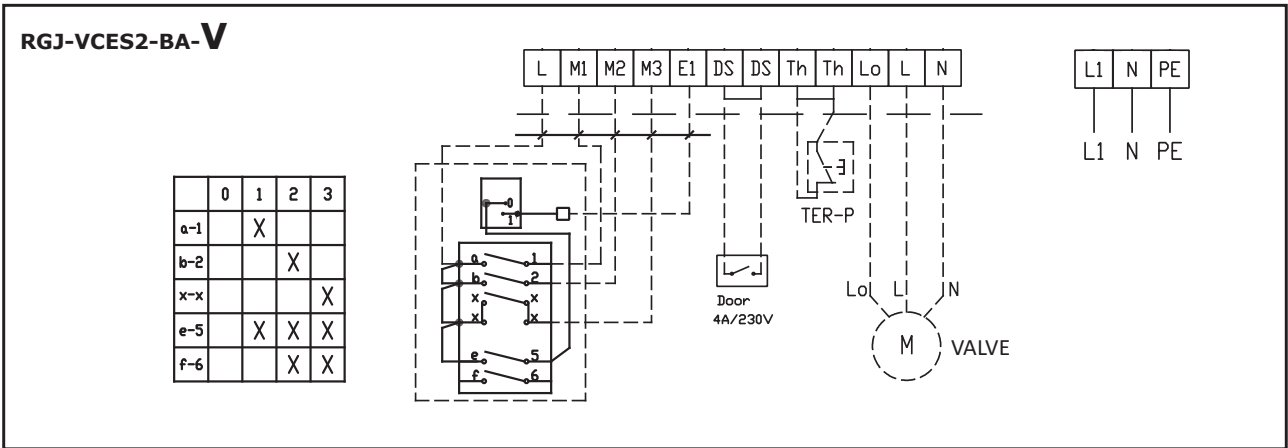 RGJ-VCES2-BA-V
L M1 M2 M3 E1 DS DS Th Th Lo L N
L1 N PE
L1 N PE
0 1 2 3
a-1 X
b-2 X
x-x X
e-5 X X X
f-6 X X
0
1
a 1
b 2
x x
x x
e 5
f 6
TER-P
Door
4A/230V
Lo L N
M VALVE